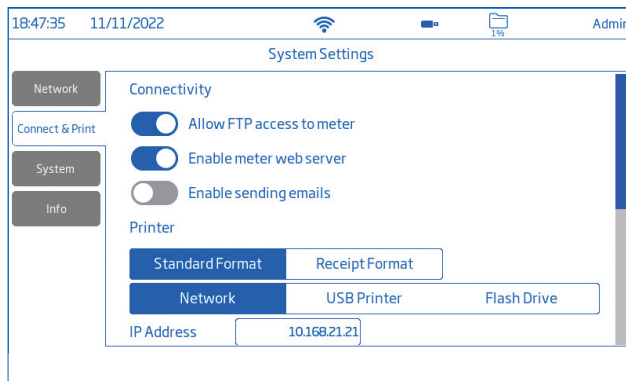 18:47:35 11/11/2022 1% Admin
System Settings
Network
Connect & Print
System
Info
Connectivity
Allow FTP access to meter
Enable meter web server
Enable sending emails
Printer
Standard Format Receipt Format
Network USB Printer Flash Drive
IP Address 10.168.21.21